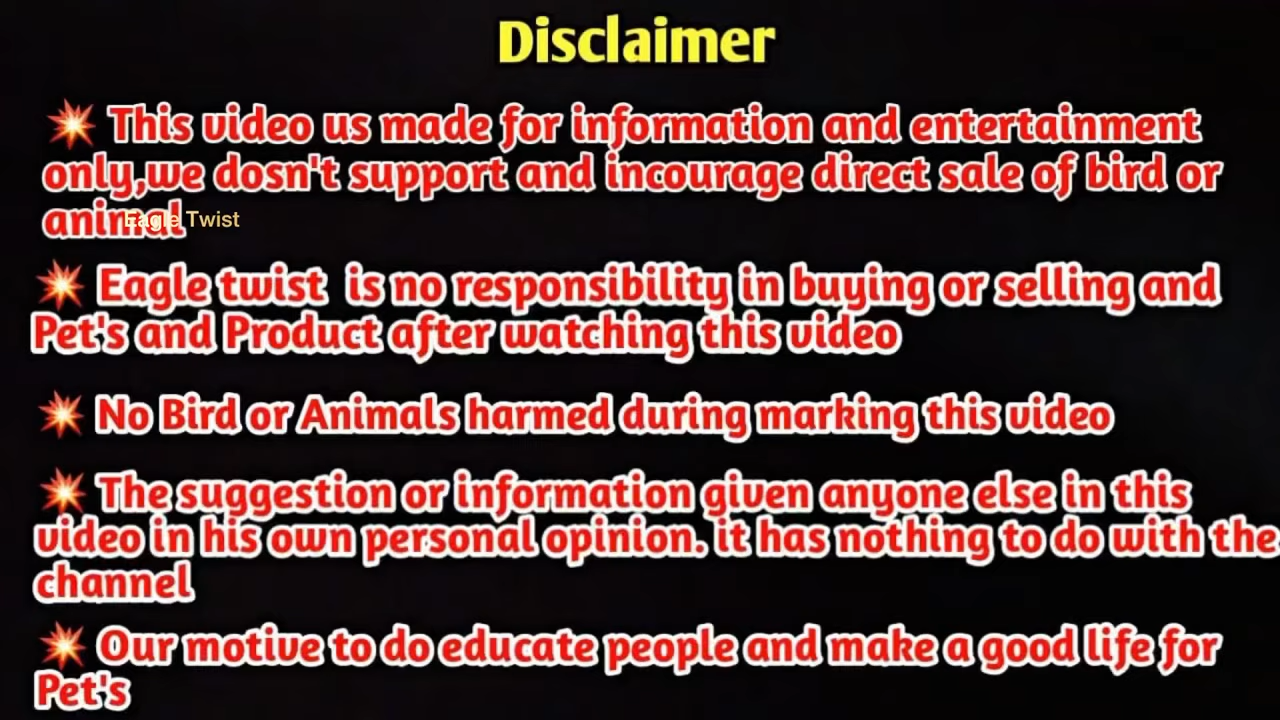 Disclaimer
💥 This video us made for information and entertainment
only,we dosn't support and incourage direct sale of bird or
animal
Eagle Twist
💥 Eagle twist is no responsibility in buying or selling and
Pet's and Product after watching this video
💥 No Bird or Animals harmed during marking this video
💥 The suggestion or information given anyone else in this
video in his own personal opinion. it has nothing to do with the
channel
💥 Our motive to do educate people and make a good life for
Pet's